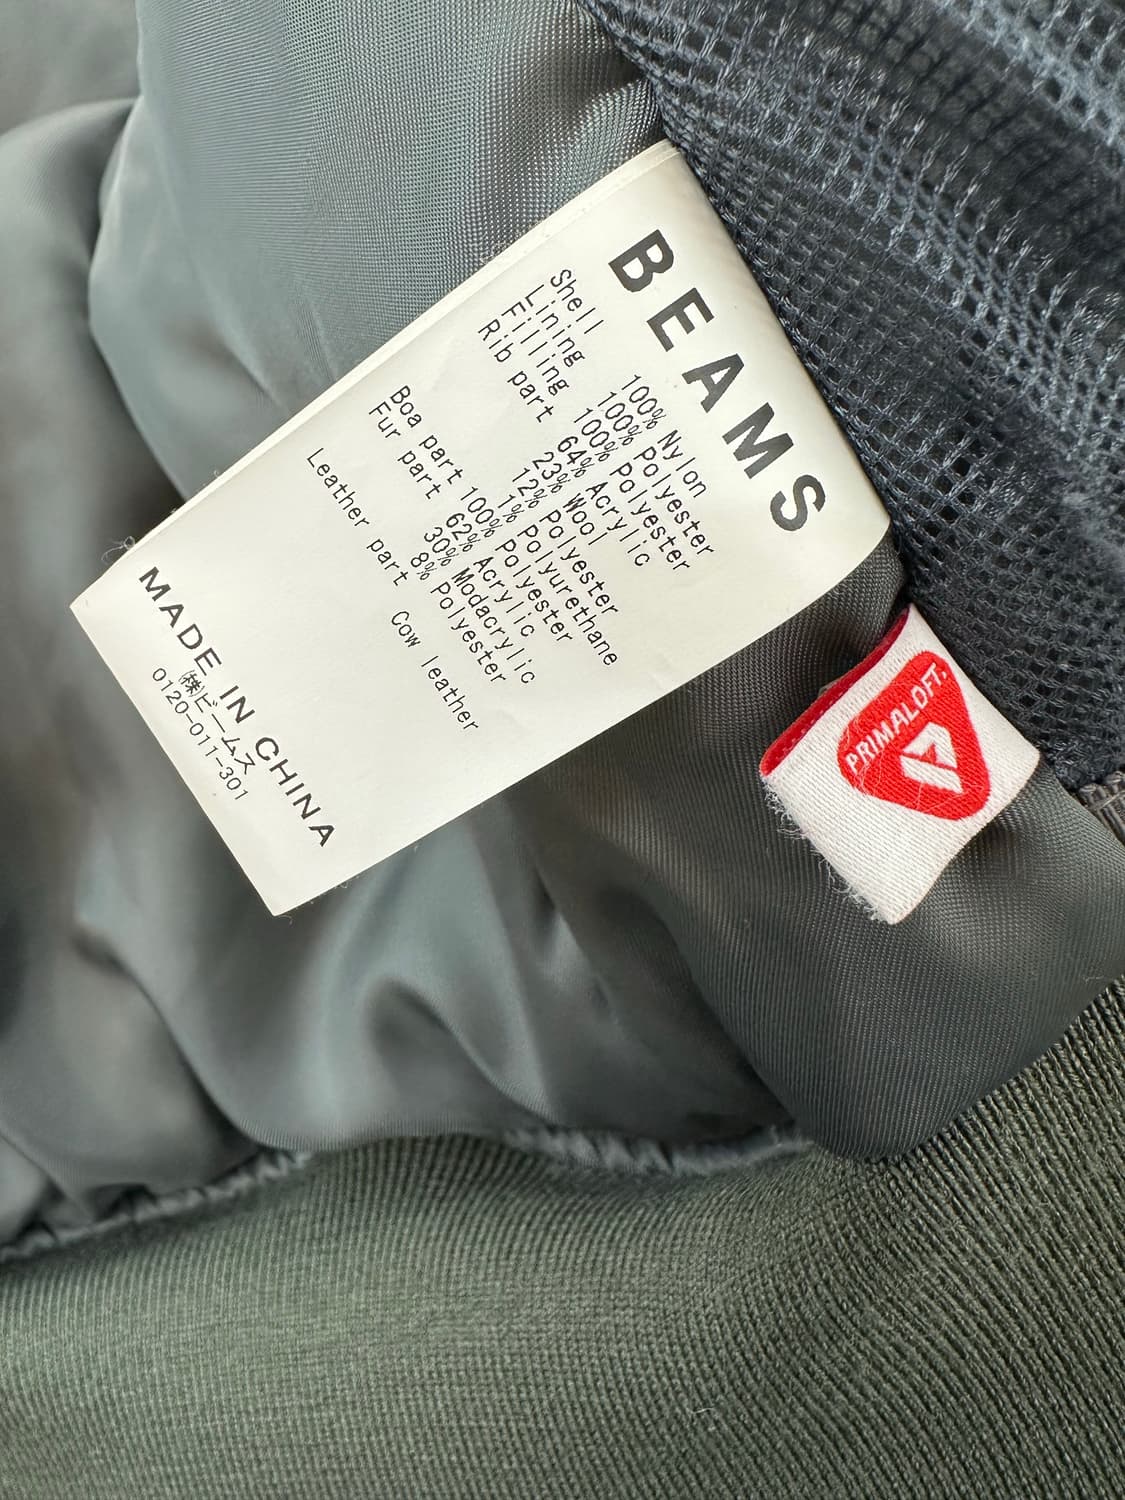 BEAMS
Shell 100% Nylon
Lining 100% Polyester
Filling 100% Polyester
Rib part 64% Acrylic
23% Wool
12% Polyester
1% Polyurethane
Boa part 100% Polyester
Fur part 62% Acrylic
30% Modacrylic
8% Polyester
Leather part Cow leather
MADE IN CHINA
㈱ビームス
0120-011-301
PRIMALOFT®